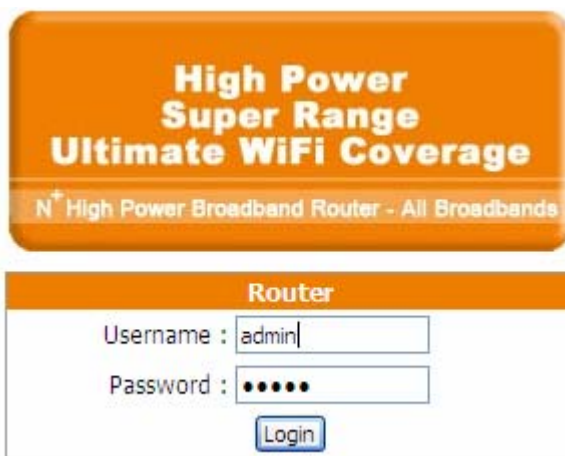 High Power
Super Range
Ultimate WiFi Coverage
N+ High Power Broadband Router - All Broadbands
Router
Username : admin
Password : •••••
Login